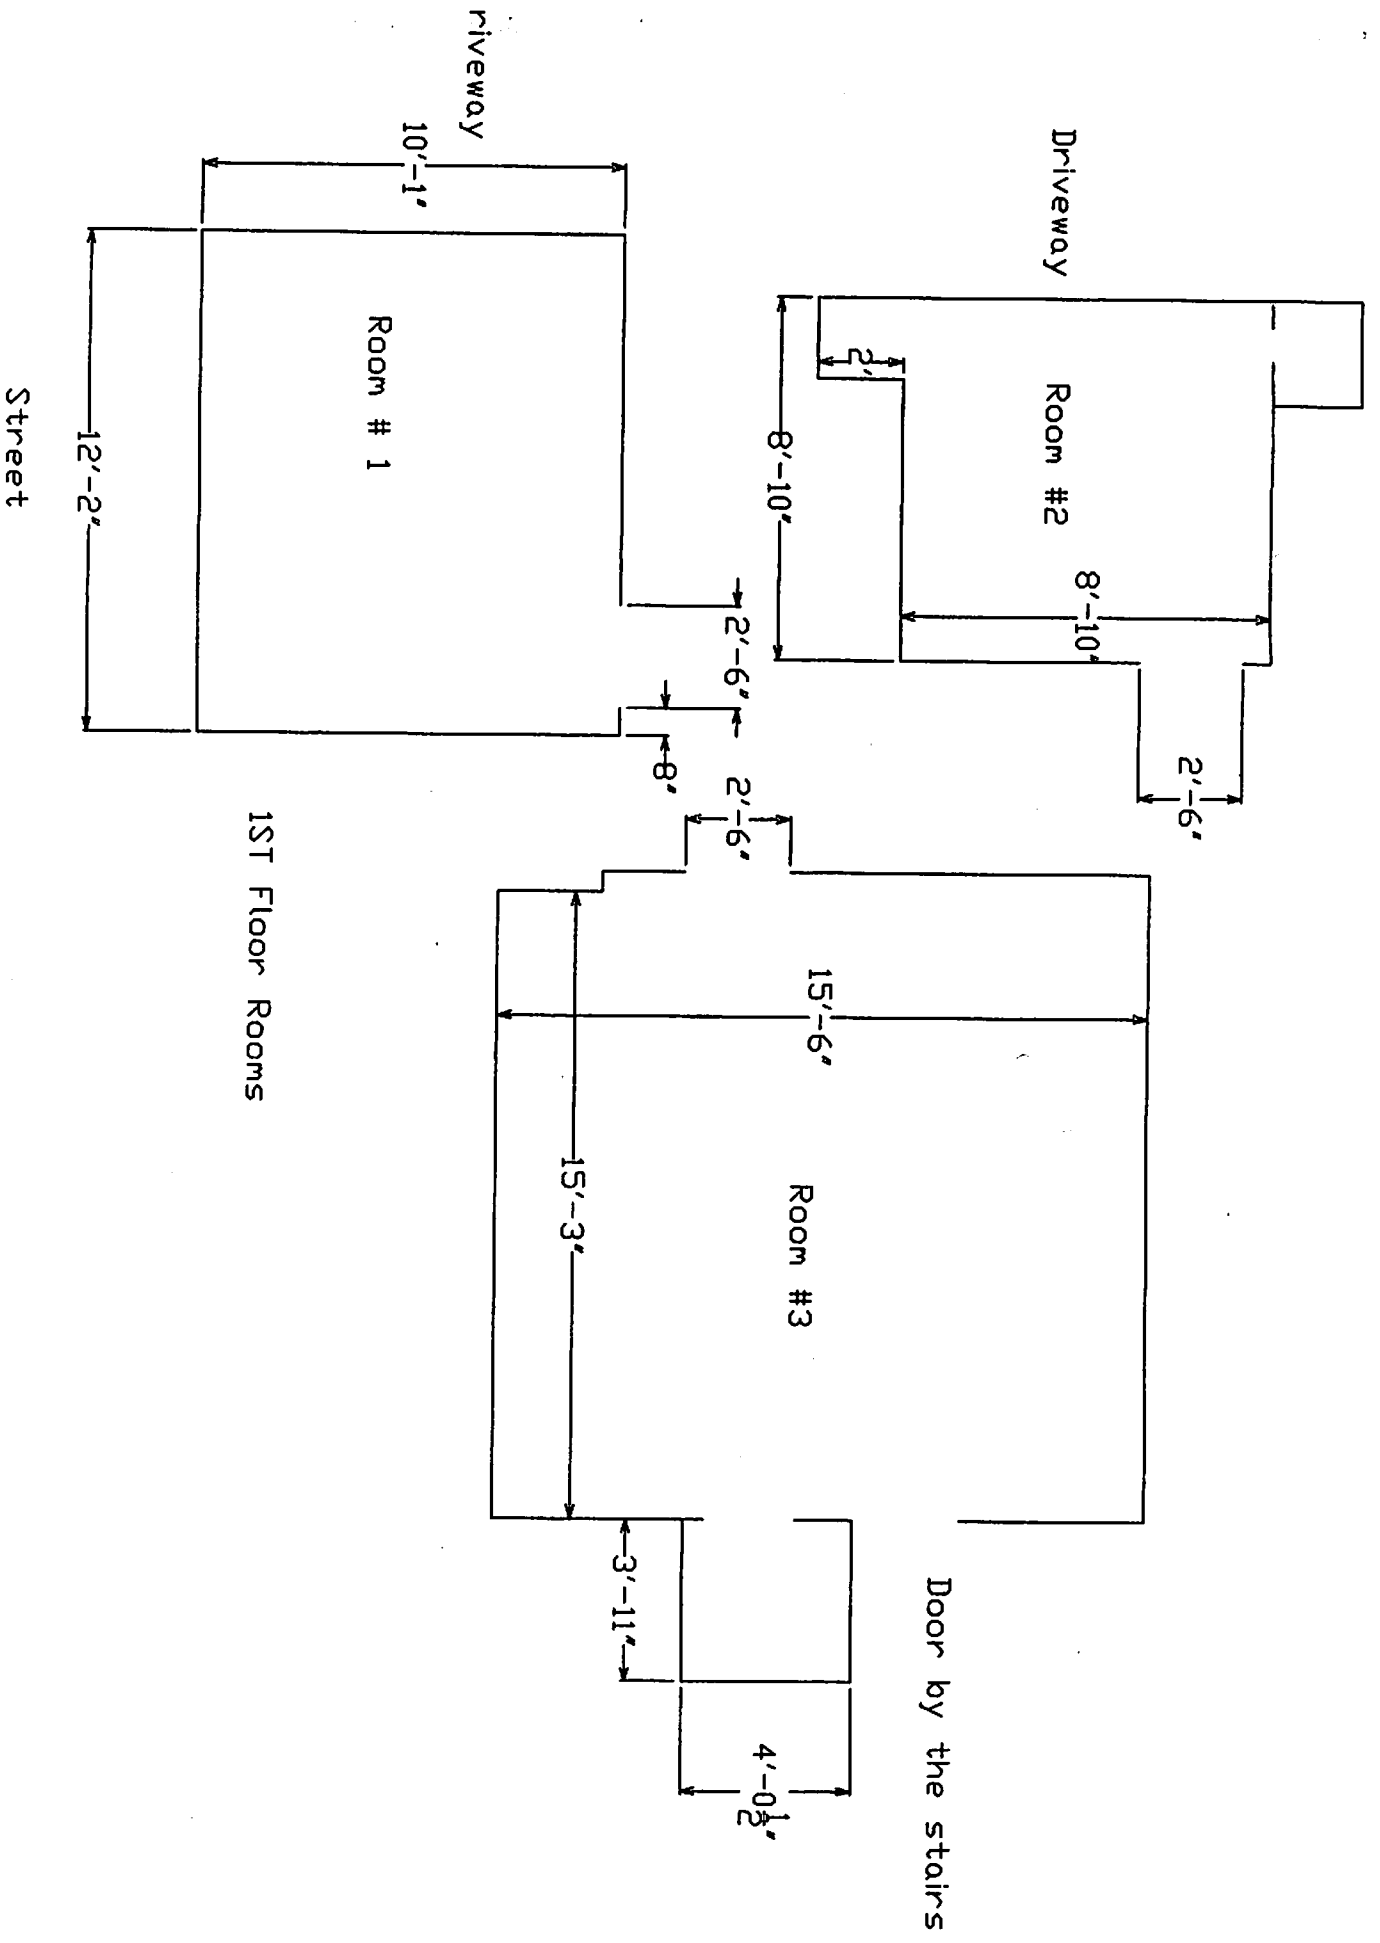 Driveway
Room #2
8'-10"
2'-6"
2'
8'-10"
riveway
10'-1"
Room # 1
12'-2"
Street
2'-6"
8"
2'-6"
15'-6"
Room #3
15'-3"
3'-11"
4'-0 1/2"
Door by the stairs
1ST Floor Rooms